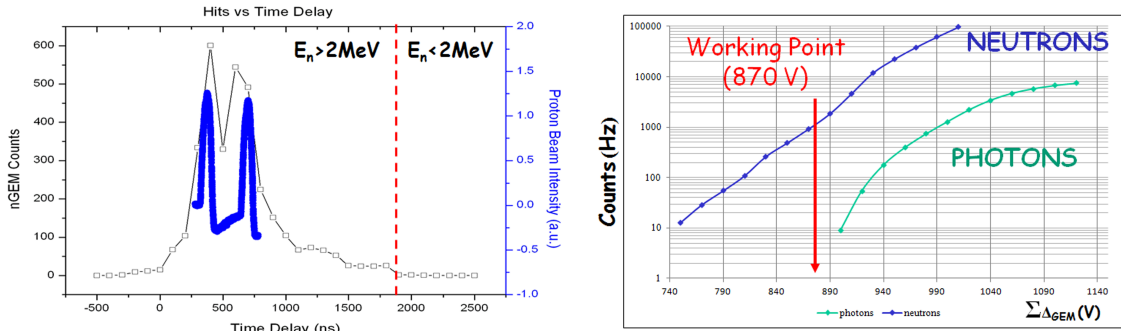 Hits vs Time Delay
E_n>2MeV
E_n<2MeV
nGEM Counts
600
500
400
300
200
100
0
2.0
1.5
1.0
0.5
0.0
-0.5
-1.0
Proton Beam Intensity (a.u.)
-500 0 500 1000 1500 2000 2500
Time Delay (ns)
Counts (Hz)
100000
10000
1000
100
10
1
Working Point
(870 V)
NEUTRONS
PHOTONS
740 790 840 890 940 990 1040 1090 1140
photons neutrons
ΣΔ_GEM (V)